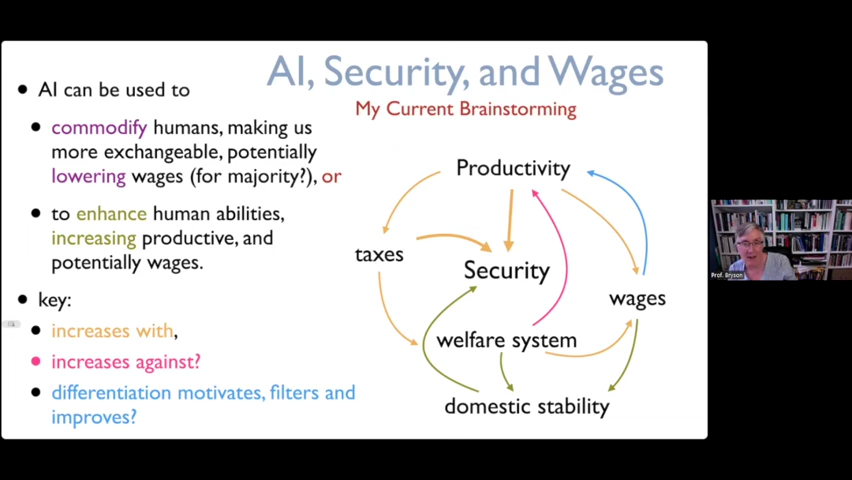 AI, Security, and Wages
My Current Brainstorming
• AI can be used to
• commodify humans, making us
more exchangeable, potentially
lowering wages (for majority?), or
• to enhance human abilities,
increasing productive, and
potentially wages.
• key:
• increases with,
• increases against?
• differentiation motivates, filters and
improves?
Productivity
taxes
Security
wages
welfare system
domestic stability
Prof. Bryson